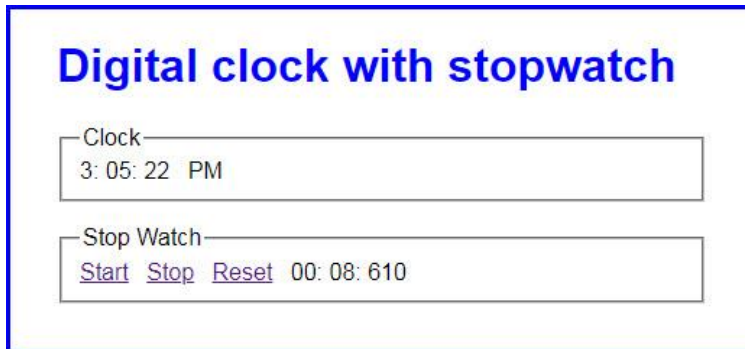 Digital clock with stopwatch
Clock
3: 05: 22 PM
Stop Watch
Start Stop Reset 00: 08: 610